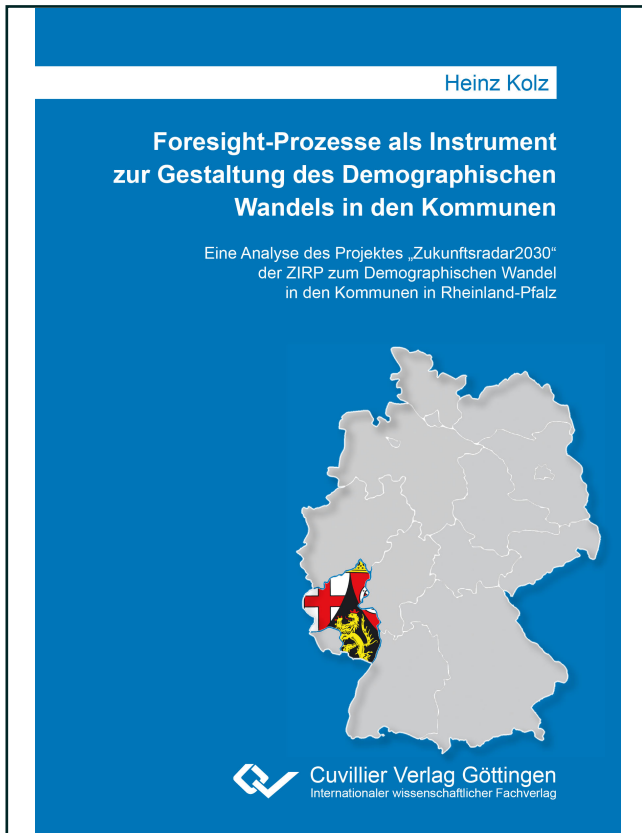 Heinz Kolz
Foresight-Prozesse als Instrument
zur Gestaltung des Demographischen
Wandels in den Kommunen
Eine Analyse des Projektes „Zukunftsradar2030“
der ZIRP zum Demographischen Wandel
in den Kommunen in Rheinland-Pfalz
Cuvillier Verlag Göttingen
Internationaler wissenschaftlicher Fachverlag